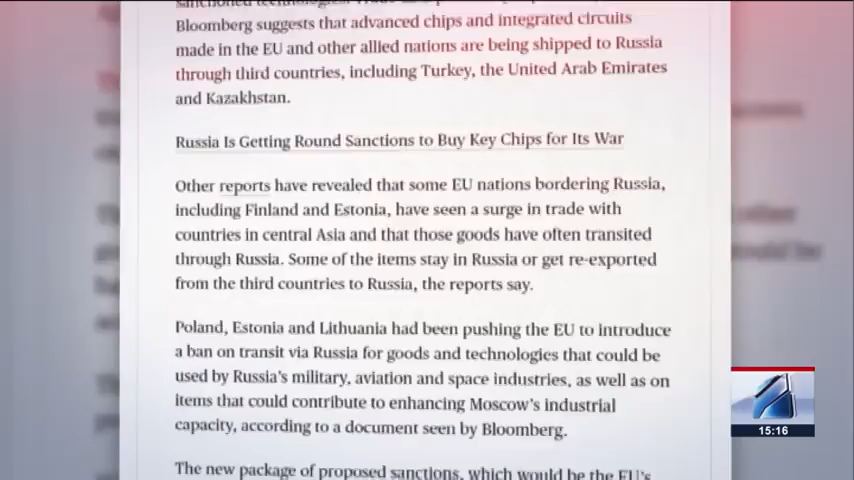 Bloomberg suggests that advanced chips and integrated circuits
made in the EU and other allied nations are being shipped to Russia
through third countries, including Turkey, the United Arab Emirates
and Kazakhstan.
Russia Is Getting Round Sanctions to Buy Key Chips for Its War
Other reports have revealed that some EU nations bordering Russia,
including Finland and Estonia, have seen a surge in trade with
countries in central Asia and that those goods have often transited
through Russia. Some of the items stay in Russia or get re-exported
from the third countries to Russia, the reports say.
Poland, Estonia and Lithuania had been pushing the EU to introduce
a ban on transit via Russia for goods and technologies that could be
used by Russia's military, aviation and space industries, as well as on
items that could contribute to enhancing Moscow's industrial
capacity, according to a document seen by Bloomberg.
The new package of proposed sanctions, which would be the EU's
15:16